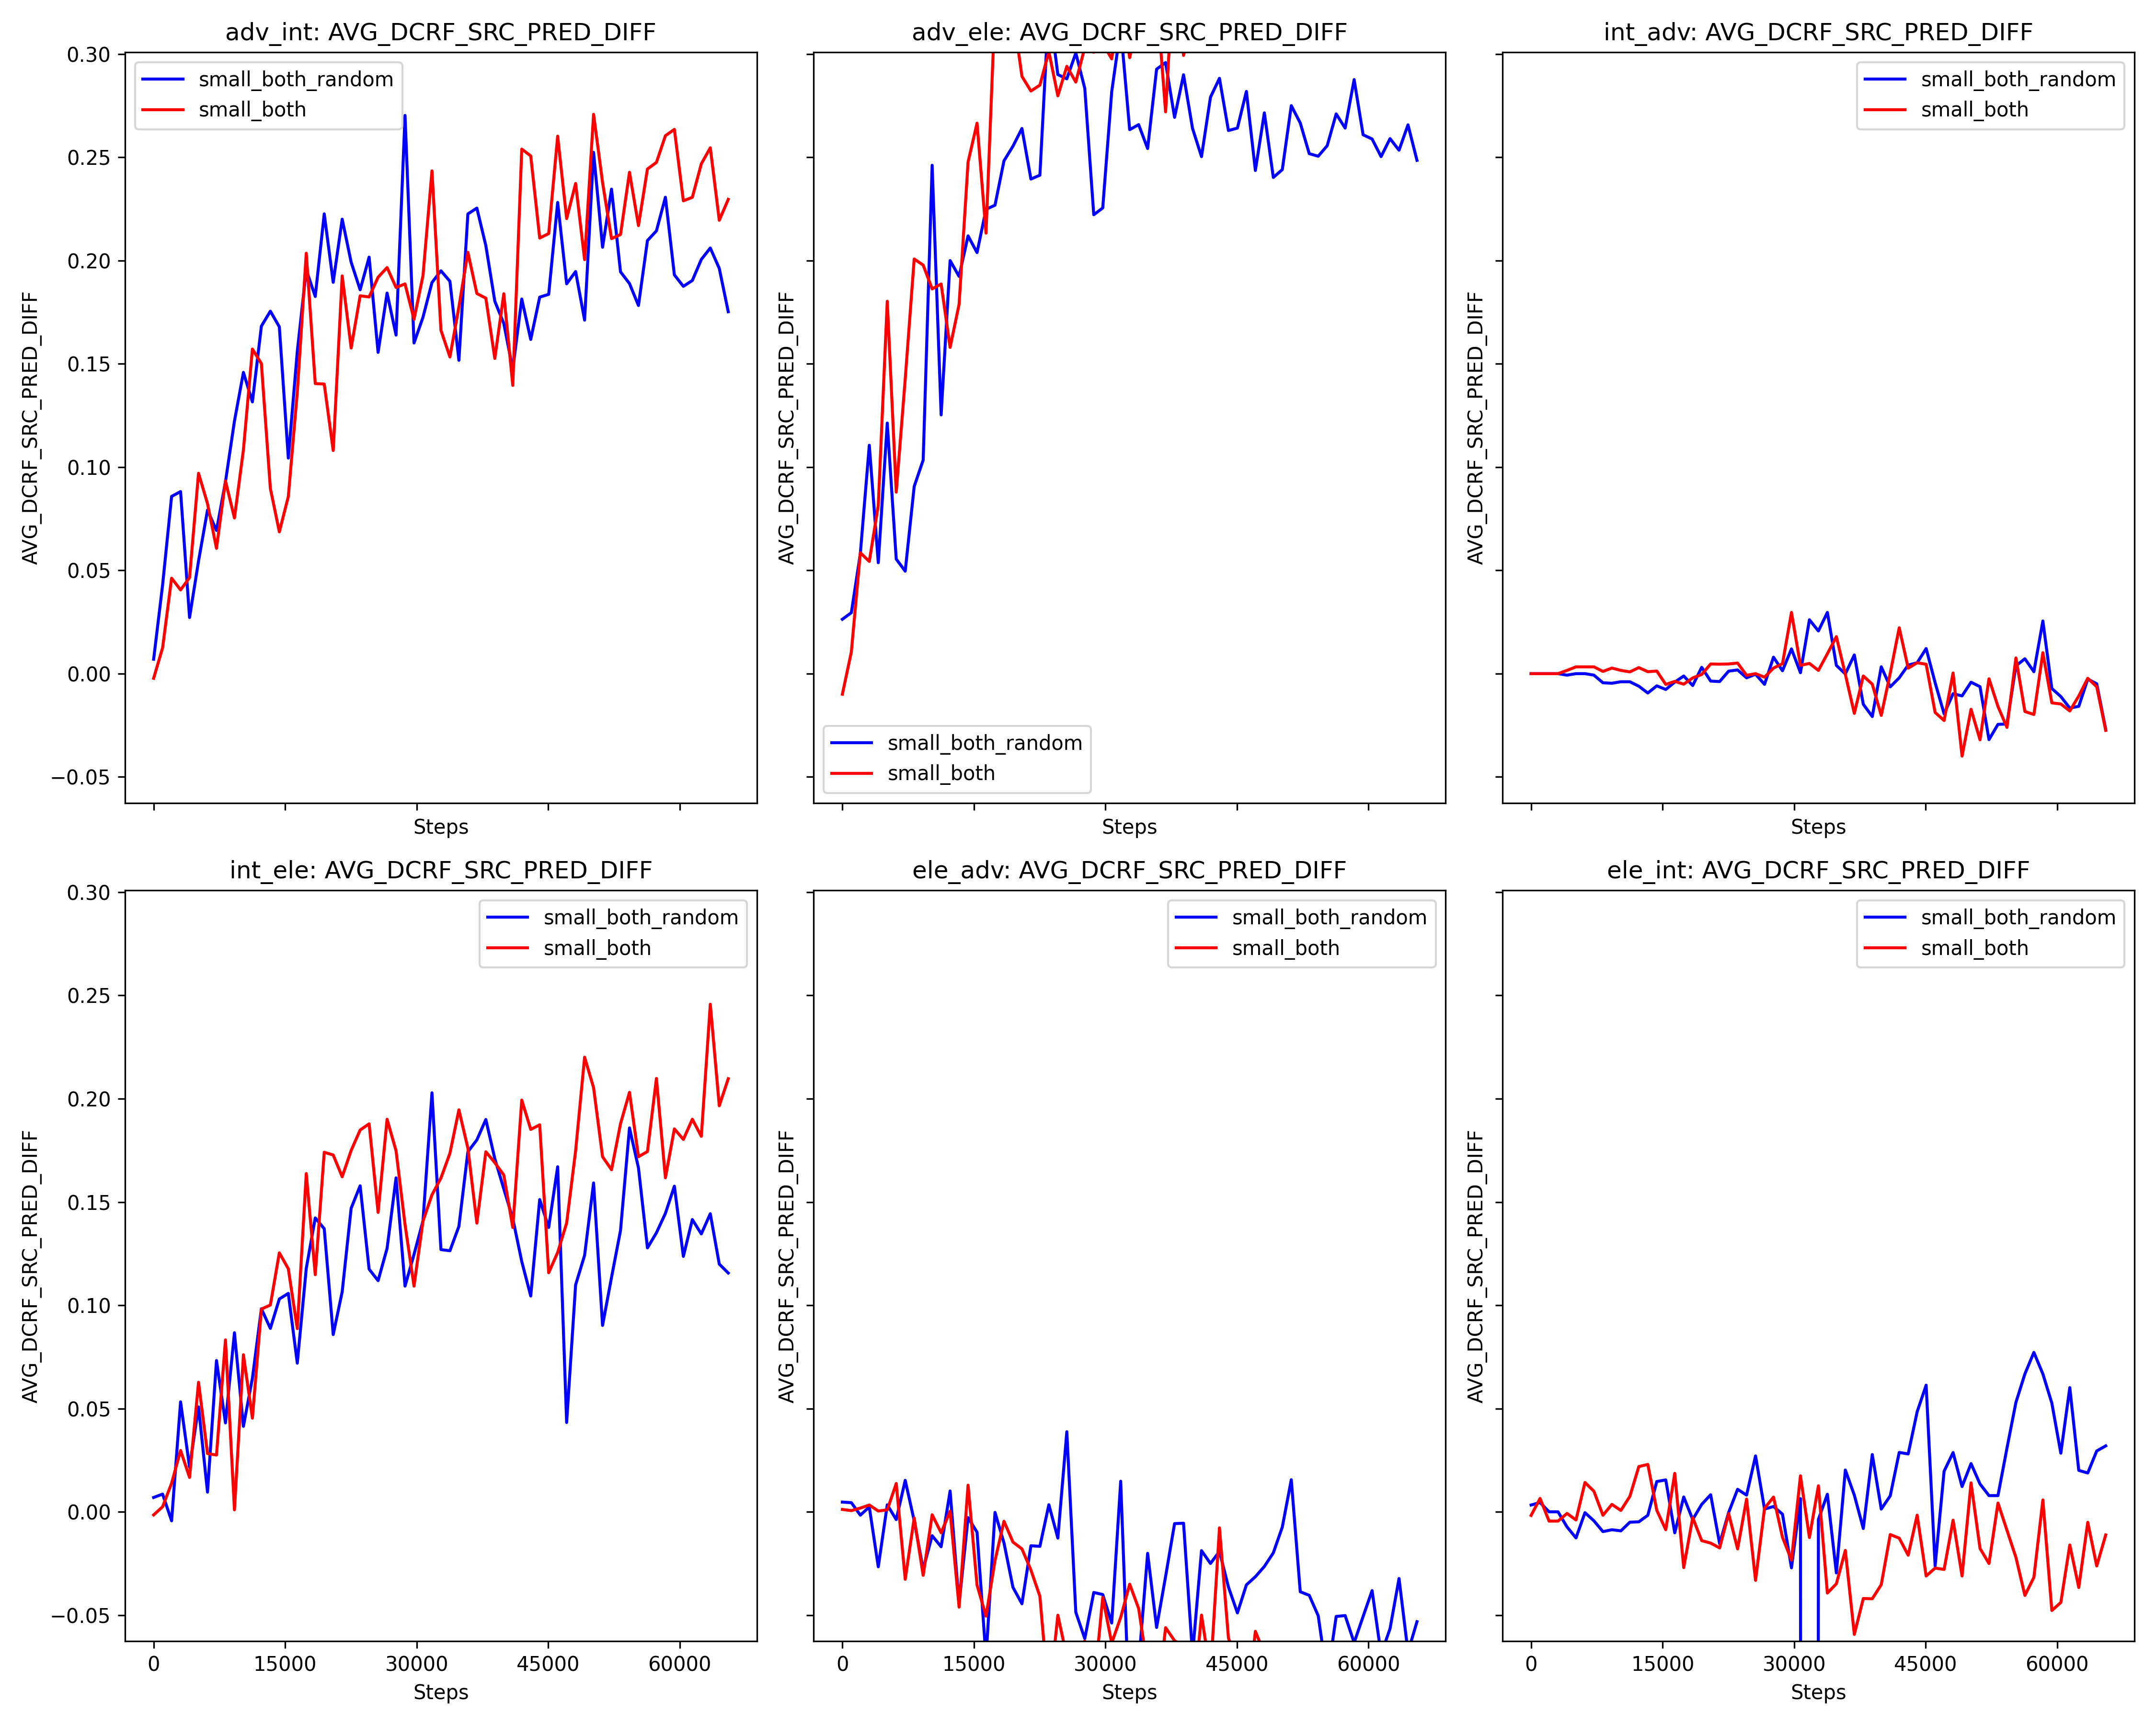 adv_int: AVG_DCRF_SRC_PRED_DIFF
adv_ele: AVG_DCRF_SRC_PRED_DIFF
int_adv: AVG_DCRF_SRC_PRED_DIFF
small_both_random
small_both
small_both_random
small_both
small_both_random
small_both
AVG_DCRF_SRC_PRED_DIFF
AVG_DCRF_SRC_PRED_DIFF
AVG_DCRF_SRC_PRED_DIFF
0.30
0.25
0.20
0.15
0.10
0.05
0.00
−0.05
Steps
Steps
Steps
int_ele: AVG_DCRF_SRC_PRED_DIFF
ele_adv: AVG_DCRF_SRC_PRED_DIFF
ele_int: AVG_DCRF_SRC_PRED_DIFF
small_both_random
small_both
small_both_random
small_both
small_both_random
small_both
AVG_DCRF_SRC_PRED_DIFF
AVG_DCRF_SRC_PRED_DIFF
AVG_DCRF_SRC_PRED_DIFF
0.30
0.25
0.20
0.15
0.10
0.05
0.00
−0.05
0 15000 30000 45000 60000
0 15000 30000 45000 60000
0 15000 30000 45000 60000
Steps
Steps
Steps